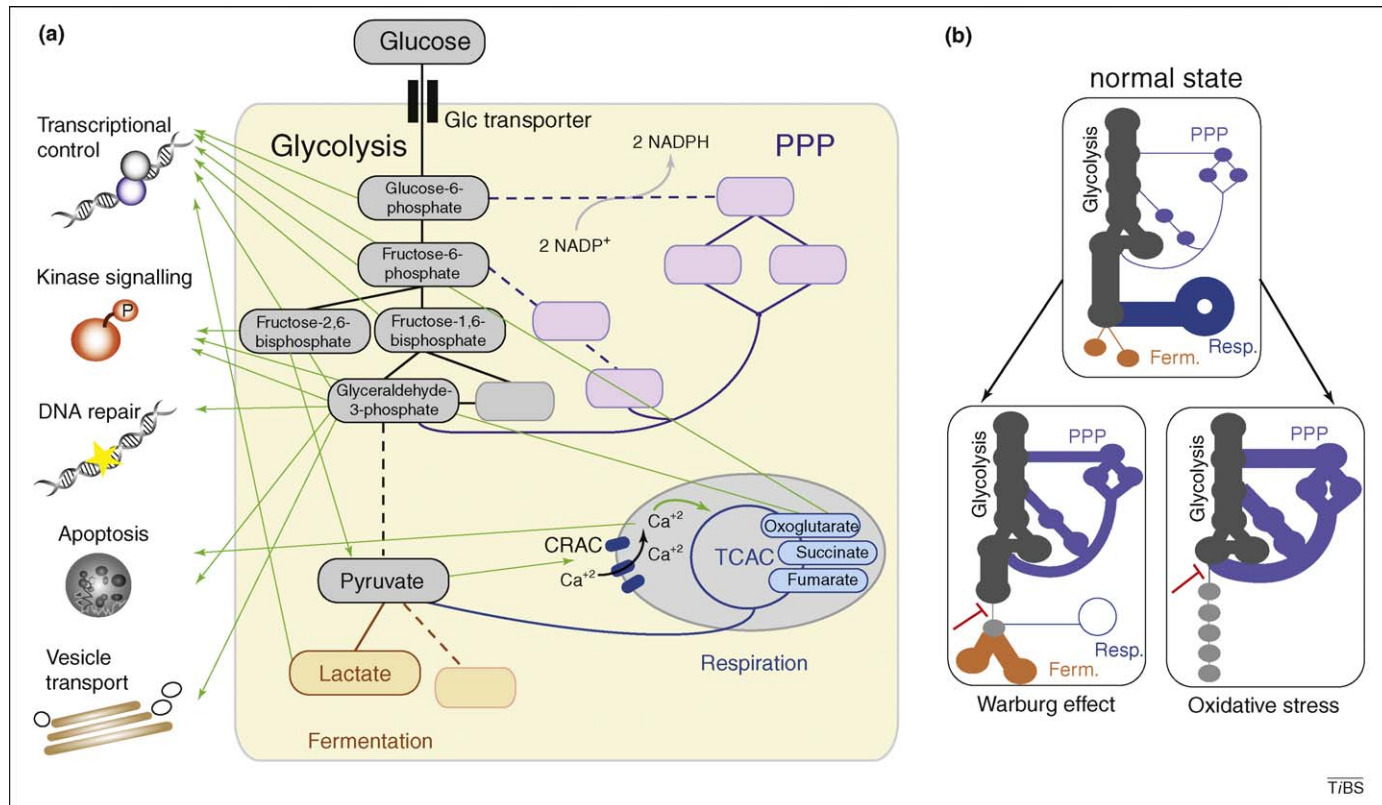 (a)
Glucose
Glc transporter
Glycolysis
PPP
2 NADPH
2 NADP+
Transcriptional
control
Kinase signalling
P
DNA repair
Apoptosis
Vesicle
transport
Glucose-6-
phosphate
Fructose-6-
phosphate
Fructose-2,6-
bisphosphate
Fructose-1,6-
bisphosphate
Glyceraldehyde-
3-phosphate
Pyruvate
Lactate
Fermentation
CRAC
Ca+2
Ca+2
Ca+2
TCAC
Oxoglutarate
Succinate
Fumarate
Respiration
(b)
normal state
Glycolysis
PPP
Ferm.
Resp.
Glycolysis
PPP
Resp.
Ferm.
Warburg effect
Glycolysis
PPP
Oxidative stress
TiBS